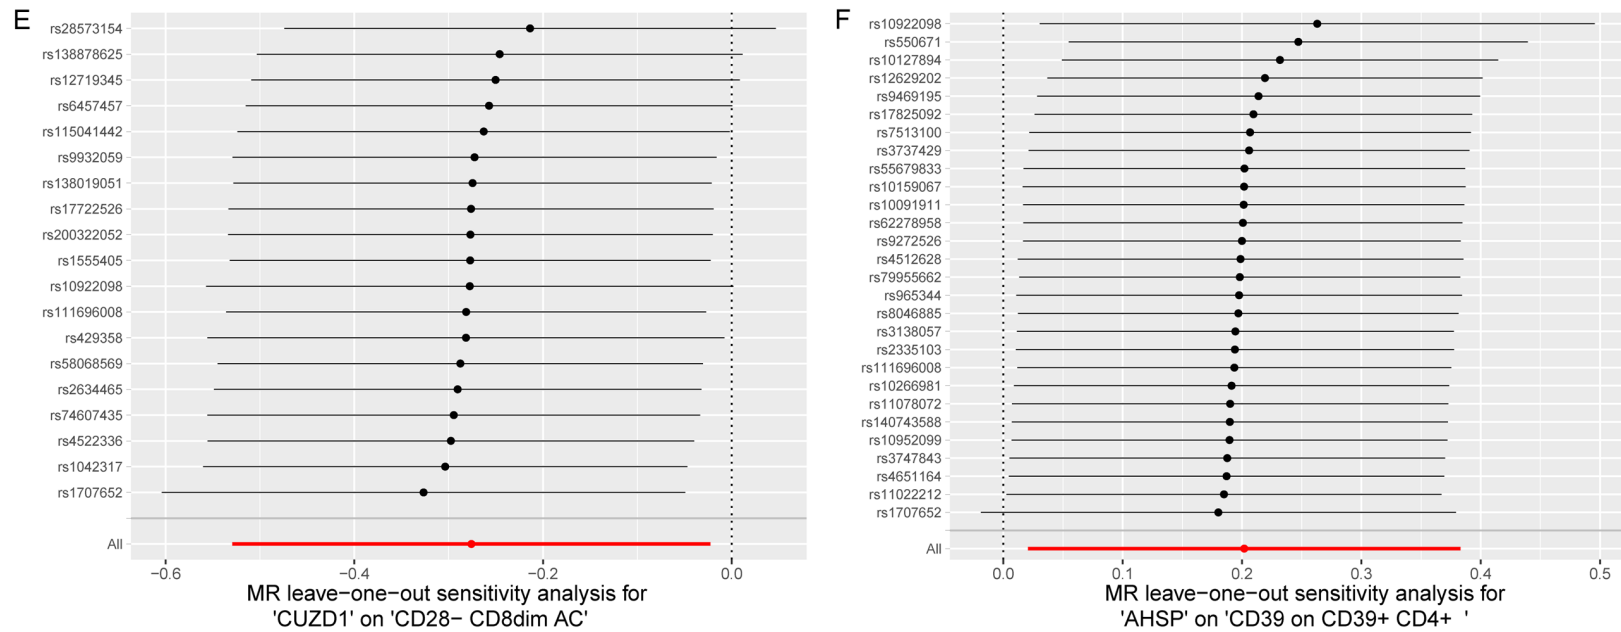 E
rs28573154
rs138878625
rs12719345
rs6457457
rs115041442
rs9932059
rs138019051
rs17722526
rs200322052
rs1555405
rs10922098
rs111696008
rs429358
rs58068569
rs2634465
rs74607435
rs4522336
rs1042317
rs1707652
All
−0.6 −0.4 −0.2 0.0
MR leave−one−out sensitivity analysis for
'CUZD1' on 'CD28− CD8dim AC'
F
rs10922098
rs550671
rs10127894
rs12629202
rs9469195
rs17825092
rs7513100
rs3737429
rs55679833
rs10159067
rs10091911
rs62278958
rs9272526
rs4512628
rs79955662
rs965344
rs8046885
rs3138057
rs2335103
rs111696008
rs10266981
rs11078072
rs140743588
rs10952099
rs3747843
rs4651164
rs11022212
rs1707652
All
0.0 0.1 0.2 0.3 0.4 0.5
MR leave−one−out sensitivity analysis for
'AHSP' on 'CD39 on CD39+ CD4+ '